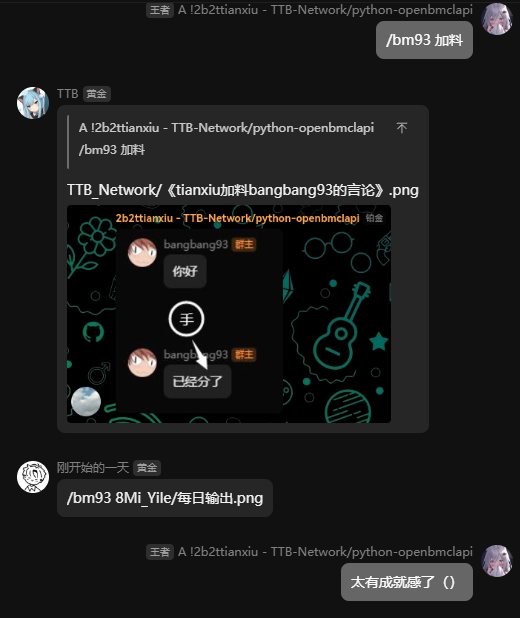 王者 A !2b2ttianxiu - TTB-Network/python-openbmclapi
/bm93 加料
TTB 黄金
A !2b2ttianxiu - TTB-Network/python-openbmclapi
/bm93 加料
TTB_Network/《tianxiu加料bangbang93的言论》.png
2b2ttianxiu - TTB-Network/python-openbmclapi 铂金
bangbang93 群主
你好
手
bangbang93 群主
已经分了
刚开始的一天 黄金
/bm93 8Mi_Yile/每日输出.png
王者 A !2b2ttianxiu - TTB-Network/python-openbmclapi
太有成就感了（）